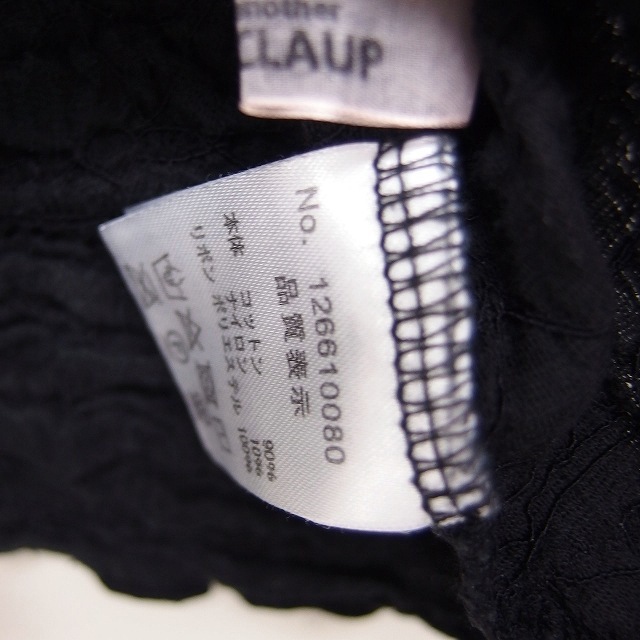 another
CLAUP
No. 126610080
品質表示
本体 コットン 90%
ナイロン 10%
リボン ポリエステル 100%